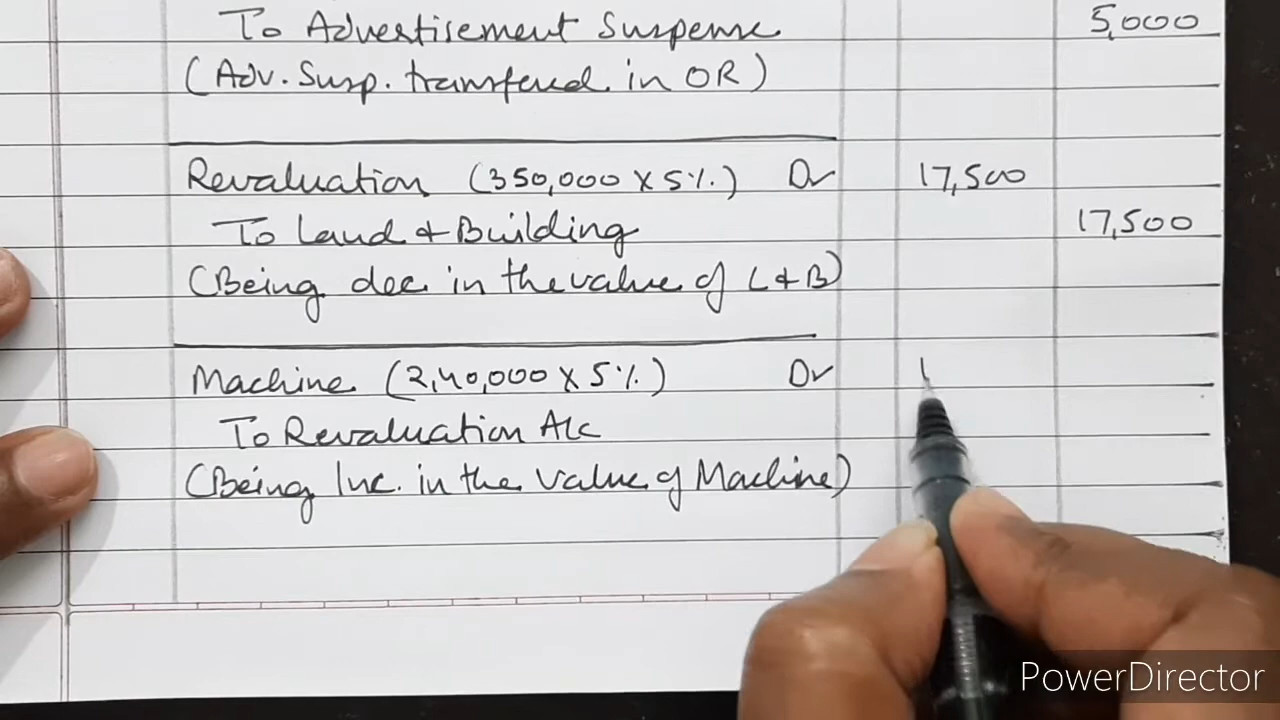 To Advertisement Suspense 5,000
(Adv. Susp. transfered in OR)
Revaluation (350,000 X 5%) Dr 17,500
To Land & Building 17,500
(Being dec. in the value of L & B)
Machine (2,40,000 X 5%) Dr 1
To Revaluation A/c
(Being Inc. in the value of Machine)
PowerDirector